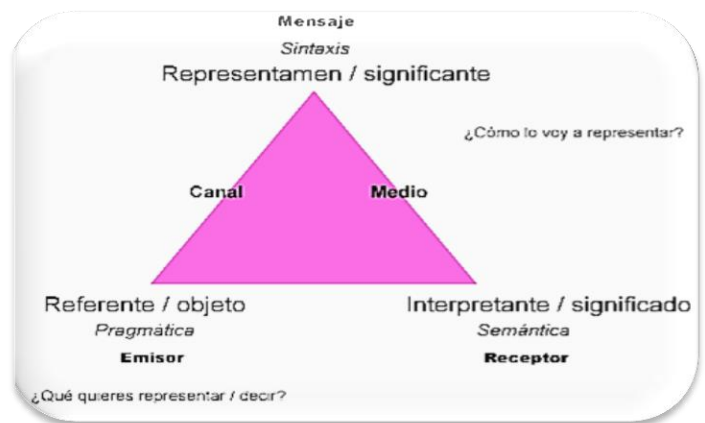 Mensaje
Sintaxis
Representamen / significante
¿Cómo lo voy a representar?
Canal
Medio
Referente / objeto
Interpretante / significado
Pragmática
Semántica
Emisor
Receptor
¿Qué quieres representar / decir?